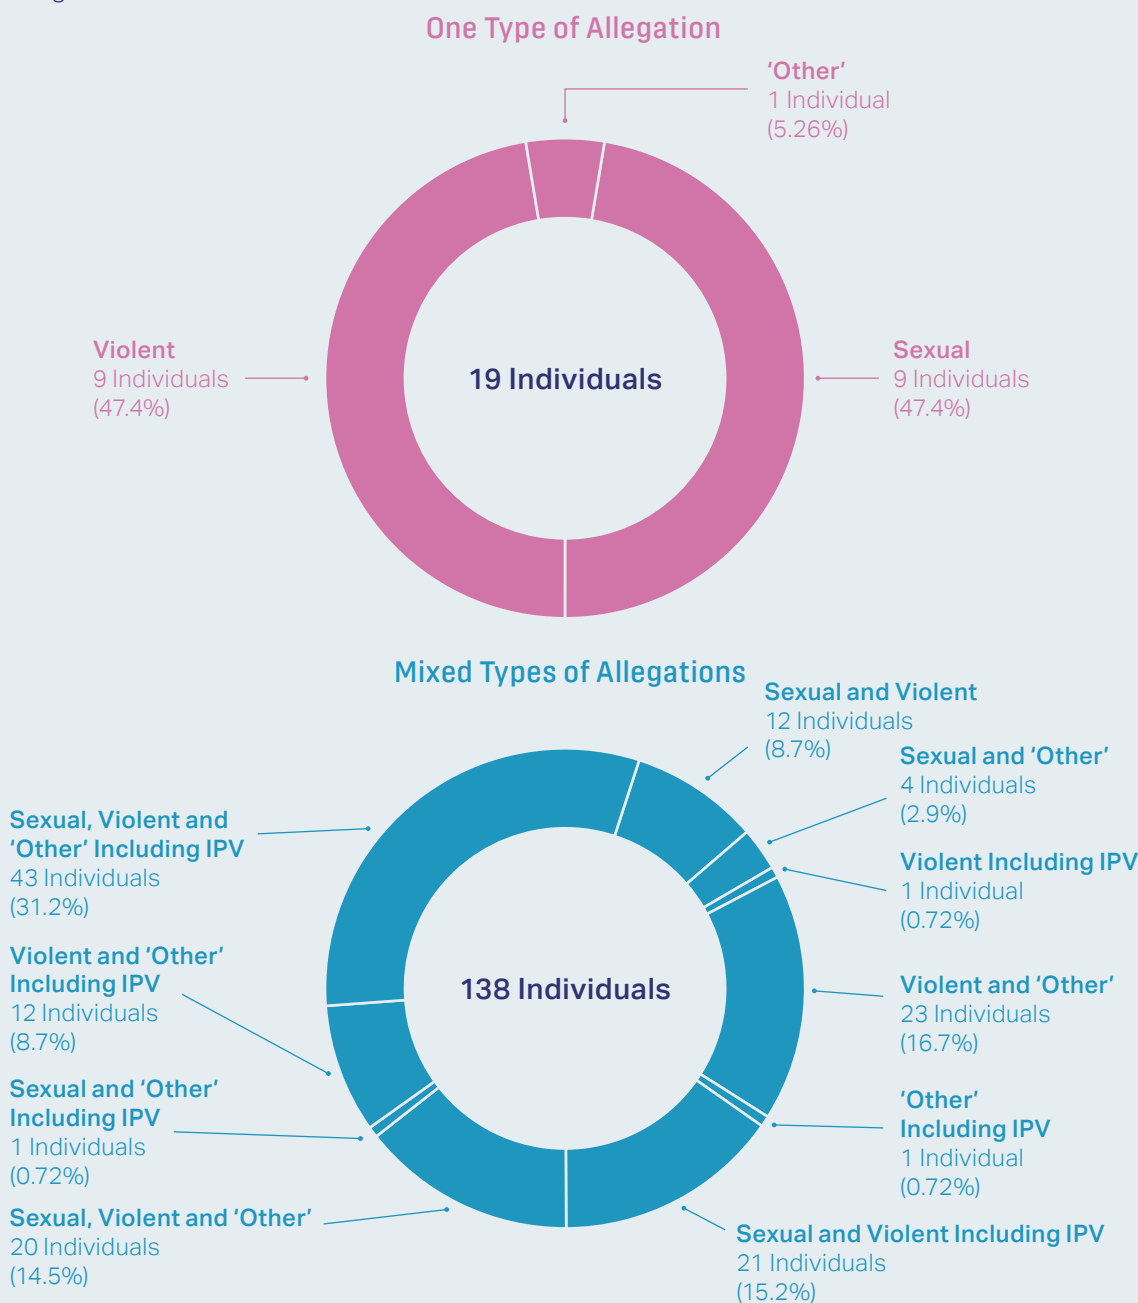 One Type of Allegation
‘Other’
1 Individual
(5.26%)
Violent
9 Individuals
(47.4%)
19 Individuals
Sexual
9 Individuals
(47.4%)
Mixed Types of Allegations
Sexual and Violent
12 Individuals
(8.7%)
Sexual and ‘Other’
4 Individuals
(2.9%)
Violent Including IPV
1 Individual
(0.72%)
Violent and ‘Other’
23 Individuals
(16.7%)
‘Other’
Including IPV
1 Individual
(0.72%)
Sexual and Violent Including IPV
21 Individuals
(15.2%)
138 Individuals
Sexual, Violent and
‘Other’ Including IPV
43 Individuals
(31.2%)
Violent and ‘Other’
Including IPV
12 Individuals
(8.7%)
Sexual and ‘Other’
Including IPV
1 Individuals
(0.72%)
Sexual, Violent and ‘Other’
20 Individuals
(14.5%)